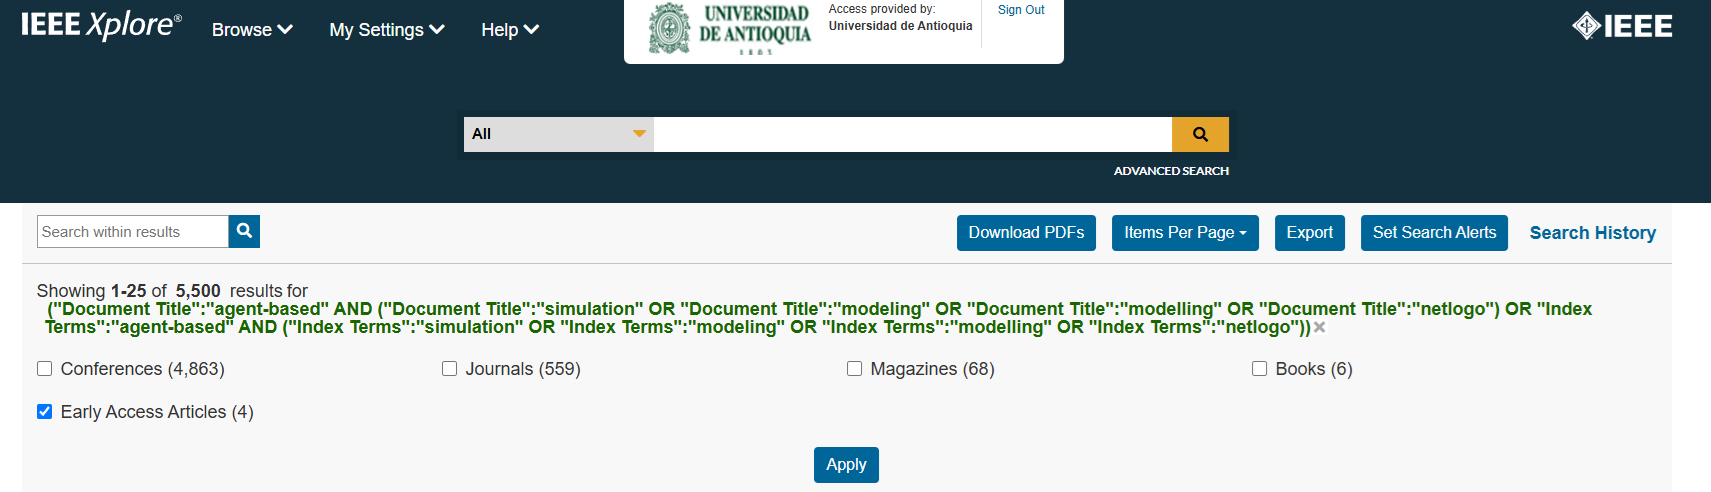 IEEE Xplore®
Browse
My Settings
Help
UNIVERSIDAD
DE ANTIOQUIA
1803
Access provided by:
Universidad de Antioquia
Sign Out
IEEE
All
ADVANCED SEARCH
Search within results
Download PDFs
Items Per Page
Export
Set Search Alerts
Search History
Showing 1-25 of 5,500 results for
("Document Title":"agent-based" AND ("Document Title":"simulation" OR "Document Title":"modeling" OR "Document Title":"modelling" OR "Document Title":"netlogo") OR "Index
Terms":"agent-based" AND ("Index Terms":"simulation" OR "Index Terms":"modeling" OR "Index Terms":"modelling" OR "Index Terms":"netlogo"))×
Conferences (4,863)
Journals (559)
Magazines (68)
Books (6)
Early Access Articles (4)
Apply